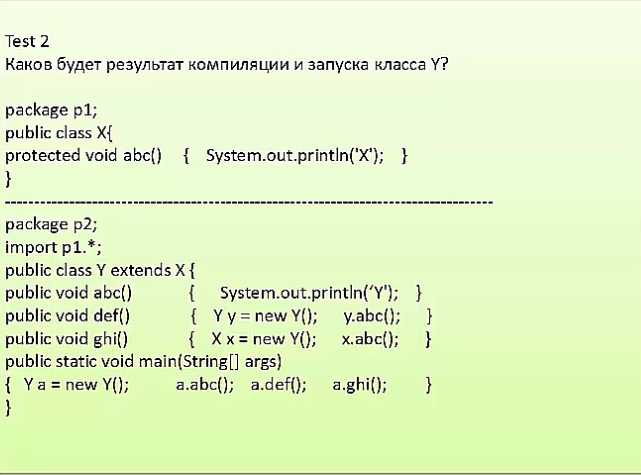 Test 2
Каков будет результат компиляции и запуска класса Y?
package p1;
public class X{
protected void abc() { System.out.println('X'); }
}
--------------------------------------------------------------------------------
package p2;
import p1.*;
public class Y extends X {
public void abc() { System.out.println(‘Y'); }
public void def() { Y y = new Y(); y.abc(); }
public void ghi() { X x = new Y(); x.abc(); }
public static void main(String[] args)
{ Y a = new Y(); a.abc(); a.def(); a.ghi(); }
}